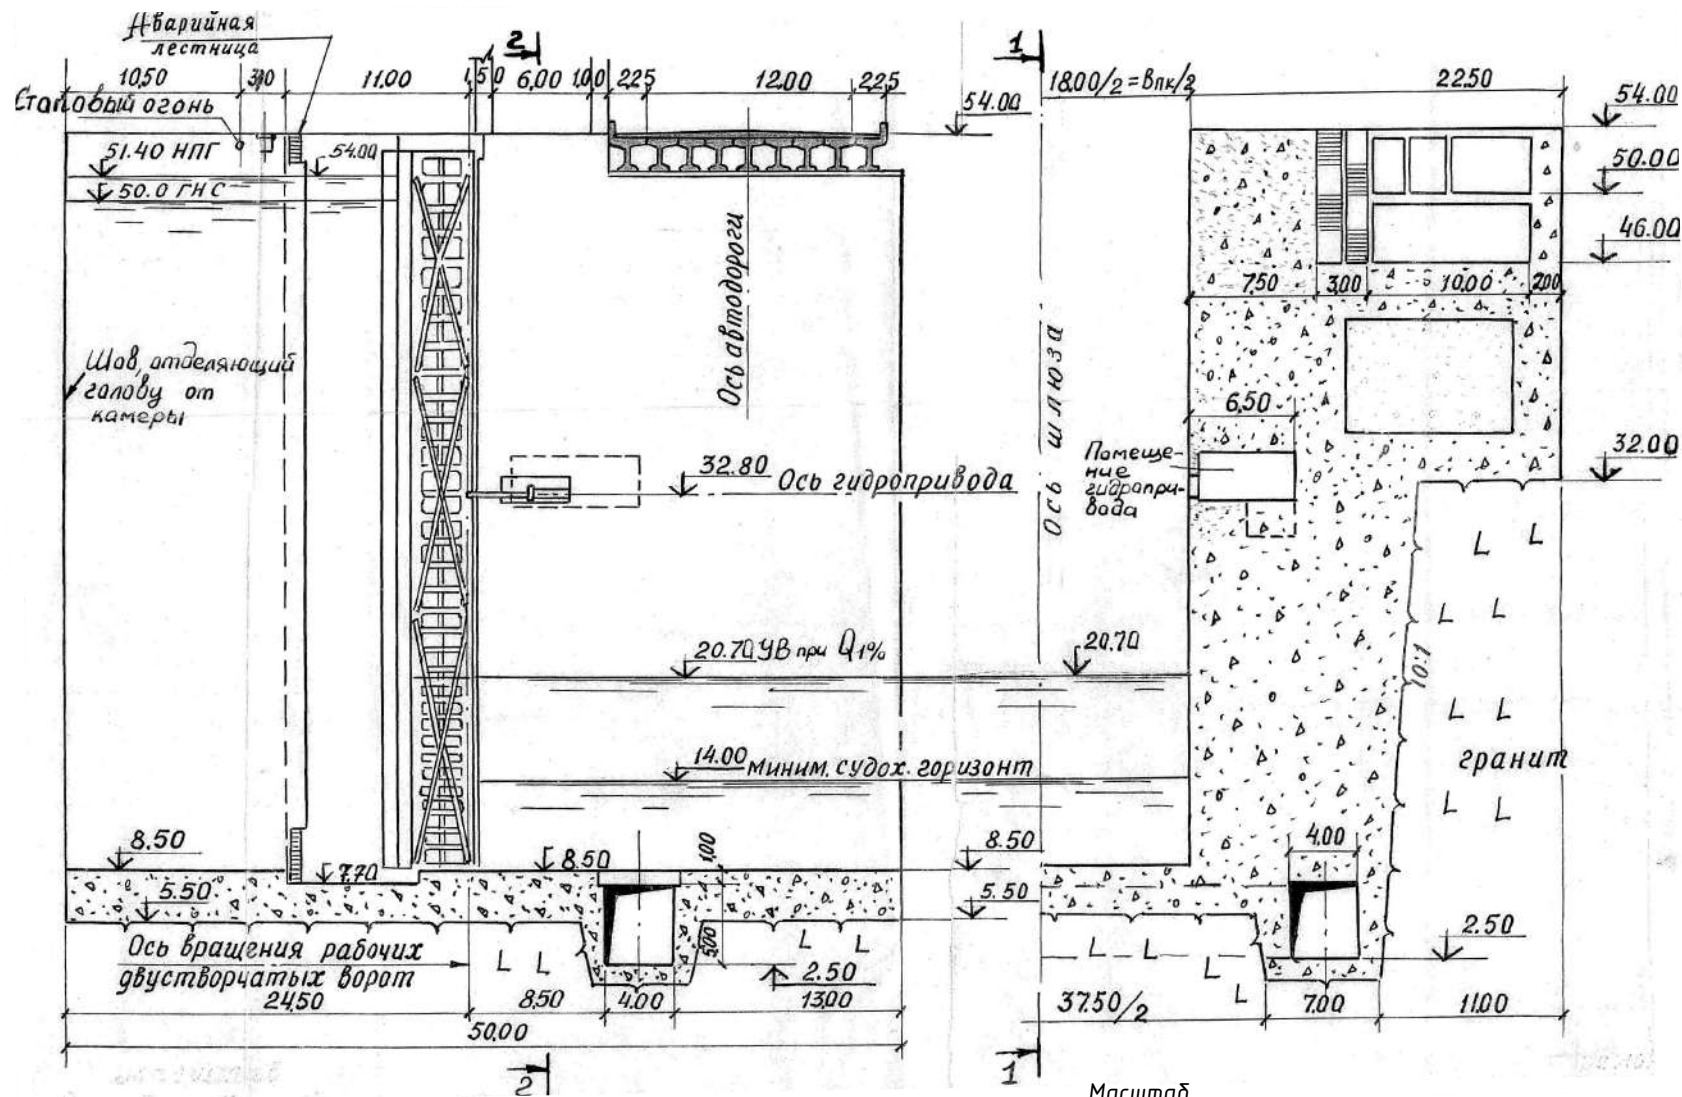 Аварийная
лестница
2
1
10,50
3,10
11.00
1,50
6,00
1,00
2,25
12.00
2,25
18.00/2=Впк/2
22.50
Створный огонь
54.00
54.00
51.40 НПГ
54.00
50.0 ГНС
50.00
46.00
Ось автодороги
7,50
3,00
10,00
2,00
Шов, отделяющий
голову от
камеры
Ось шлюза
6,50
32.80 Ось гидропривода
Помеще-
ние
гидропри-
вода
32.00
20.70 УВ при Q1%
20.70
10:1
14.00 Миним. судох. горизонт
гранит
8.50
7.70
8.50
1,00
8.50
4,00
5.50
5,00
5.50
2.50
Ось вращения рабочих
двустворчатых ворот
2.50
24,50
8,50
4,00
13,00
37.50/2
7,00
11,00
50,00
2
1
Масштаб